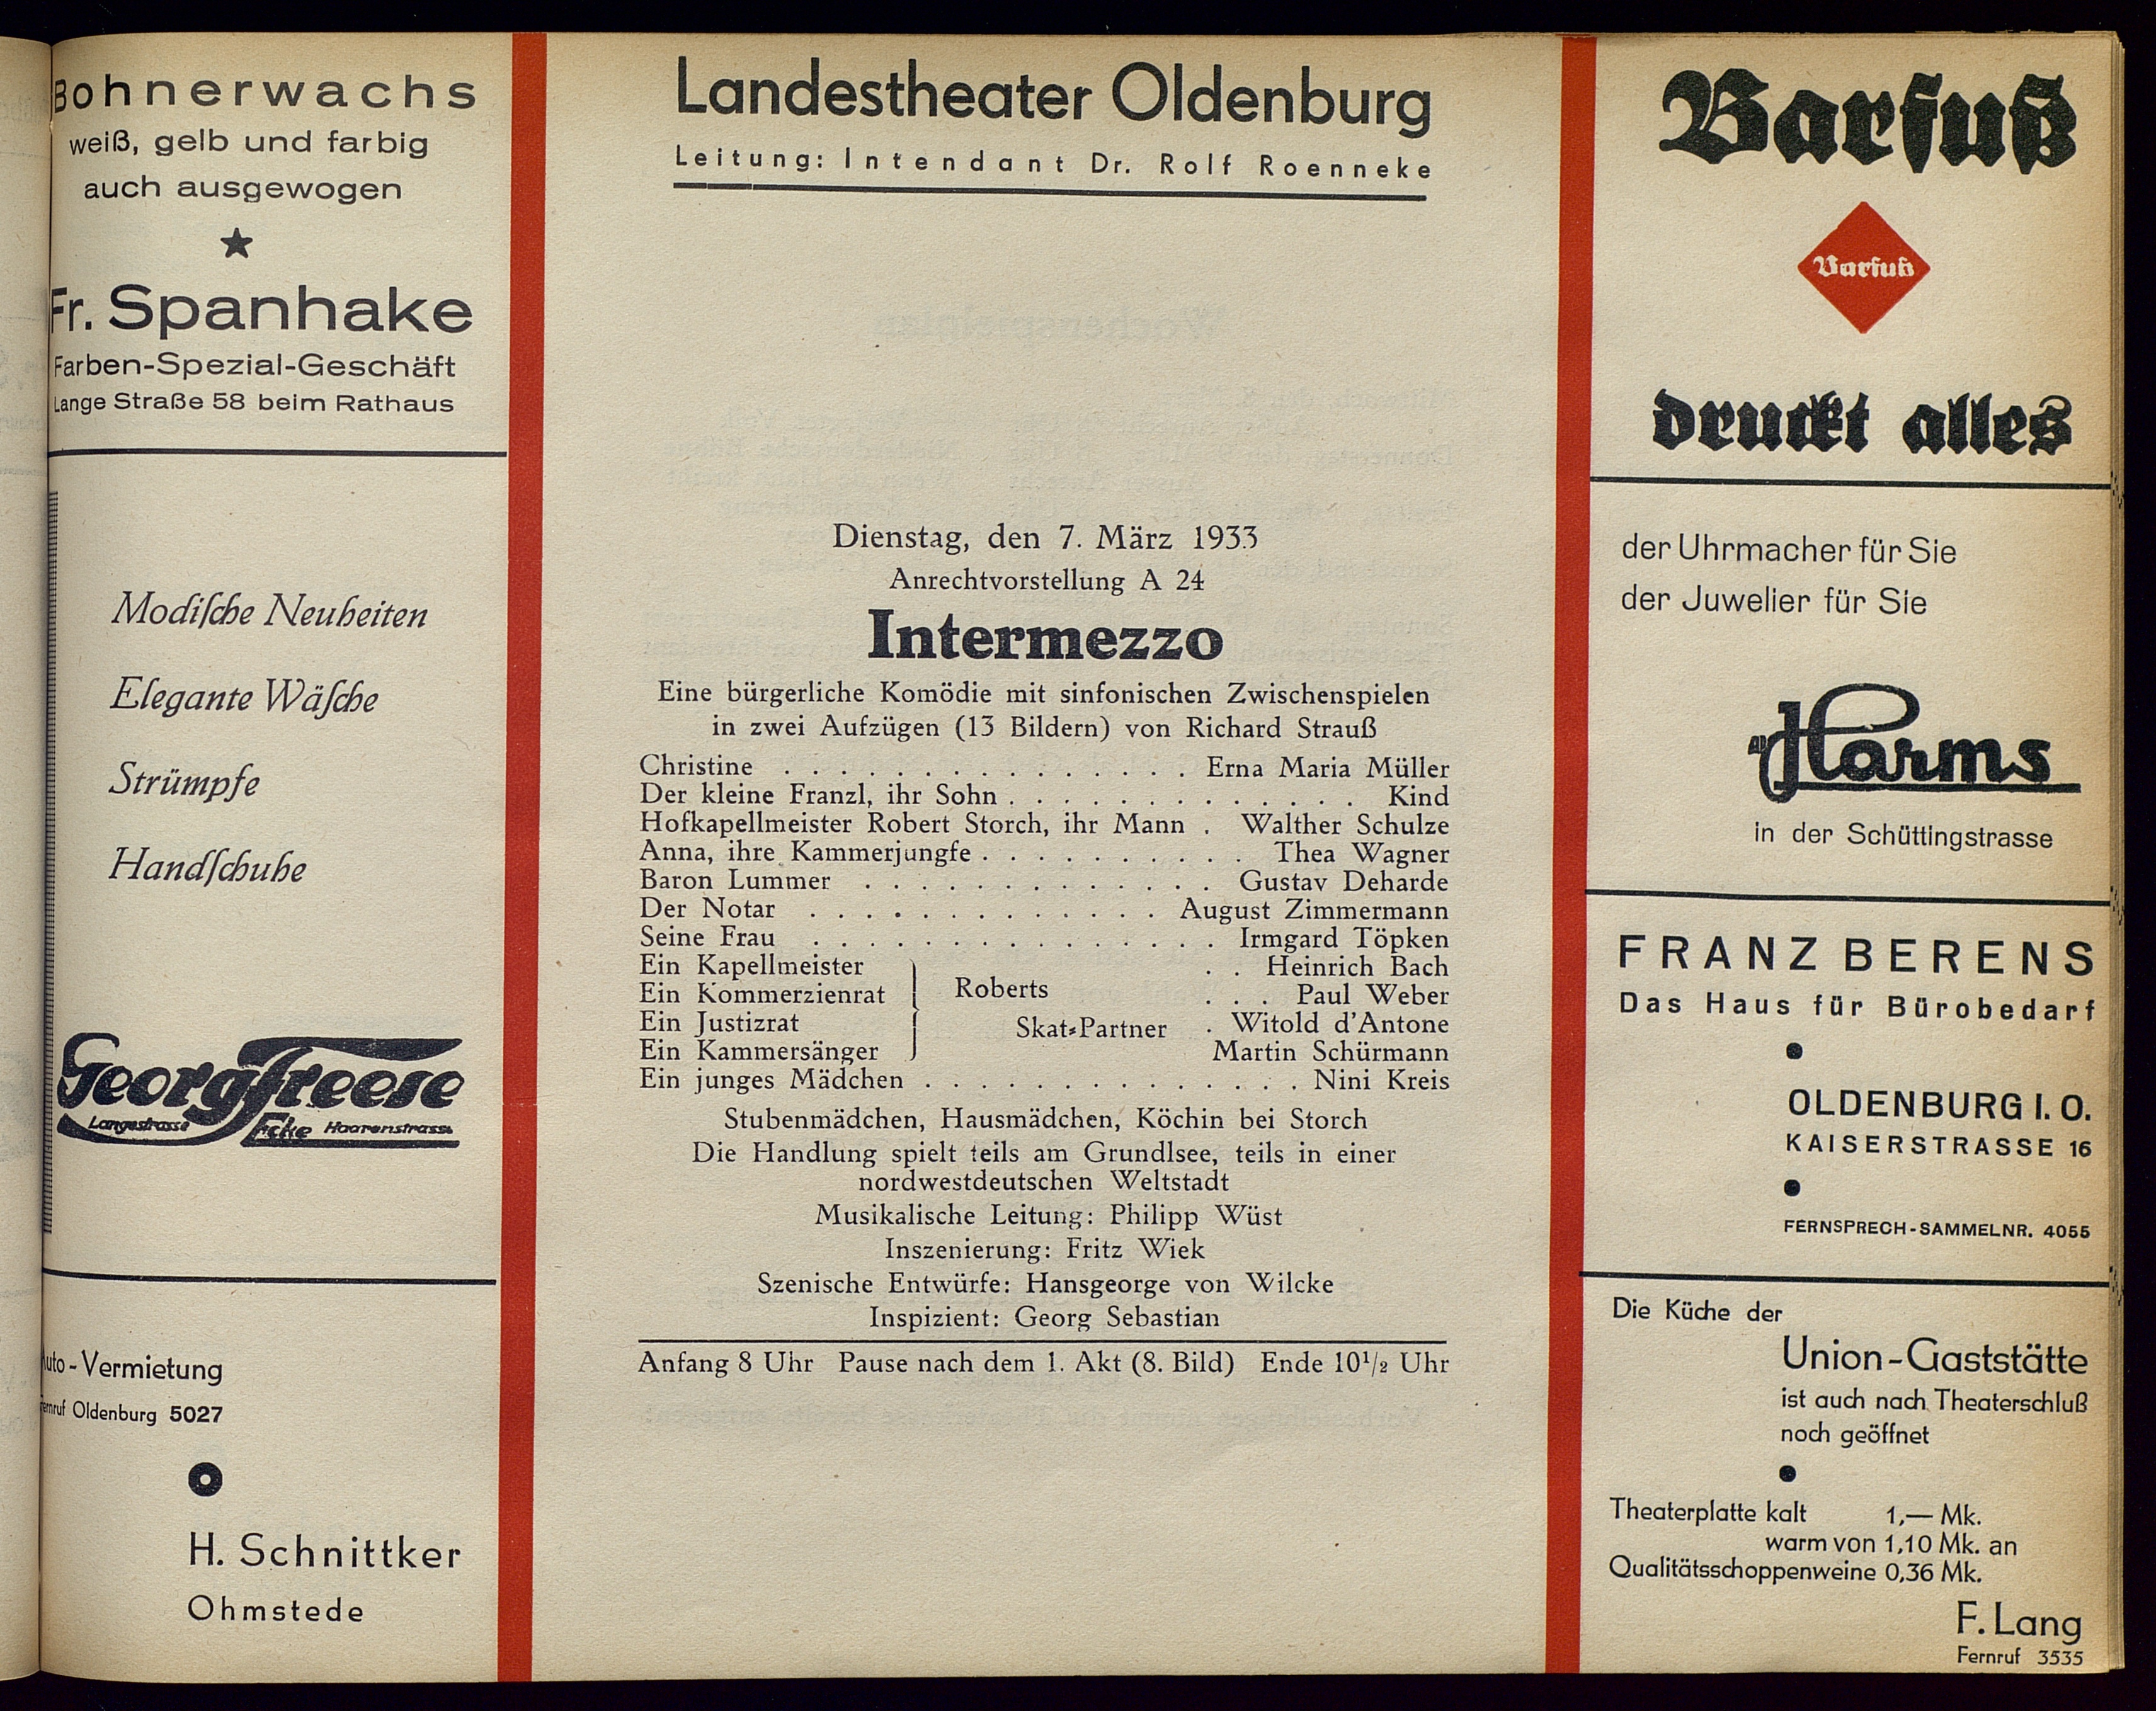 Bohnerwachs
weiß, gelb und farbig
auch ausgewogen
Fr. Spanhake
Farben-Spezial-Geschäft
Lange Straße 58 beim Rathaus
Modiſche Neuheiten
Elegante Wäſche
Strümpfe
Handſchuhe
Georg Freese
Langestrasse Ecke Haarenstrasse
Auto-Vermietung
Fernruf Oldenburg 5027
H. Schnittker
Ohmstede
Landestheater Oldenburg
Leitung: Intendant Dr. Rolf Roenneke
Dienstag, den 7. März 1933
Anrechtvorstellung A 24
Intermezzo
Eine bürgerliche Komödie mit sinfonischen Zwischenspielen
in zwei Aufzügen (13 Bildern) von Richard Strauß
Christine . . . . . . . . . . . . . . . Erna Maria Müller
Der kleine Franzl, ihr Sohn . . . . . . . . . . . . . Kind
Hofkapellmeister Robert Storch, ihr Mann . Walther Schulze
Anna, ihre Kammerjungfe . . . . . . . . . . Thea Wagner
Baron Lummer . . . . . . . . . . . . . Gustav Deharde
Der Notar . . . . . . . . . . . . . August Zimmermann
Seine Frau . . . . . . . . . . . . . . . Irmgard Töpken
Ein Kapellmeister . . Heinrich Bach
Ein Kommerzienrat Roberts . . . Paul Weber
Ein Justizrat Skat-Partner . Witold d'Antone
Ein Kammersänger Martin Schürmann
Ein junges Mädchen . . . . . . . . . . . . . . Nini Kreis
Stubenmädchen, Hausmädchen, Köchin bei Storch
Die Handlung spielt teils am Grundlsee, teils in einer
nordwestdeutschen Weltstadt
Musikalische Leitung: Philipp Wüst
Inszenierung: Fritz Wiek
Szenische Entwürfe: Hansgeorge von Wilcke
Inspizient: Georg Sebastian
Anfang 8 Uhr Pause nach dem 1. Akt (8. Bild) Ende 10½ Uhr
Barfuß
Barfuß
druckt alles
der Uhrmacher für Sie
der Juwelier für Sie
Harms
in der Schüttingstrasse
FRANZ BERENS
Das Haus für Bürobedarf
OLDENBURG I. O.
KAISERSTRASSE 16
FERNSPRECH-SAMMELNR. 4055
Die Küche der
Union-Gaststätte
ist auch nach Theaterschluß
noch geöffnet
Theaterplatte kalt 1,— Mk.
warm von 1,10 Mk. an
Qualitätsschoppenweine 0,36 Mk.
F. Lang
Fernruf 3535